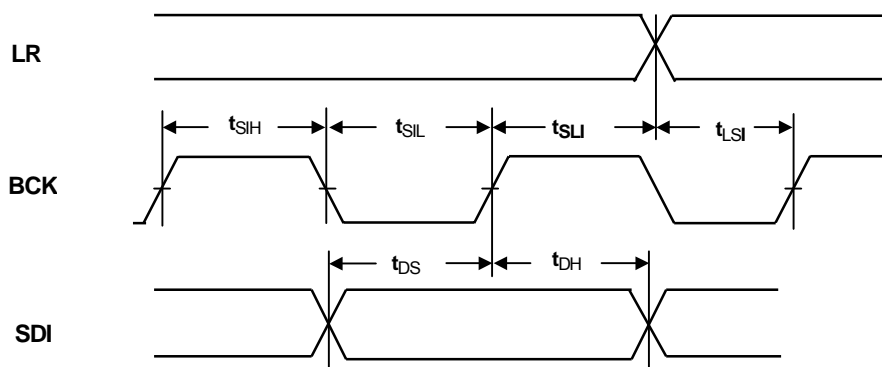 LR
tSIH tSIL tSLI tLSI
BCK
tDS tDH
SDI